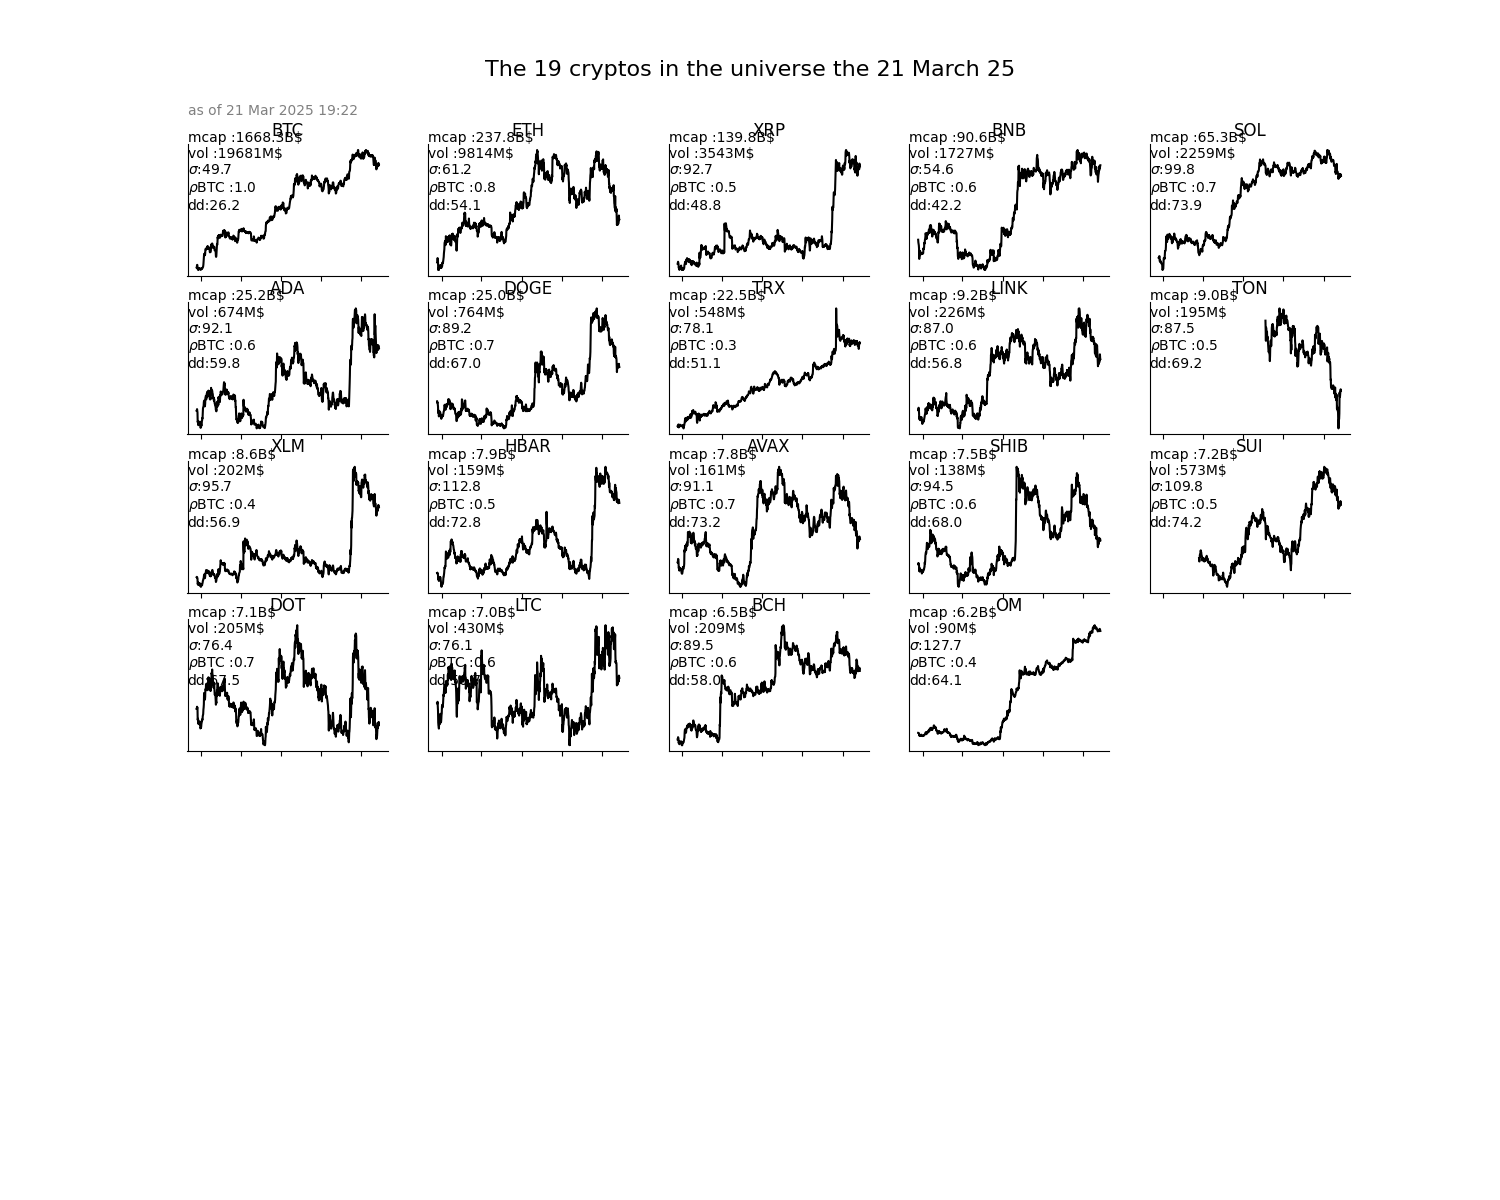 The 19 cryptos in the universe the 21 March 25
as of 21 Mar 2025 19:22
BTC
mcap :1668.3B$
vol :19681M$
σ:49.7
ρBTC :1.0
dd:26.2
ETH
mcap :237.8B$
vol :9814M$
σ:61.2
ρBTC :0.8
dd:54.1
XRP
mcap :139.8B$
vol :3543M$
σ:92.7
ρBTC :0.5
dd:48.8
BNB
mcap :90.6B$
vol :1727M$
σ:54.6
ρBTC :0.6
dd:42.2
SOL
mcap :65.3B$
vol :2259M$
σ:99.8
ρBTC :0.7
dd:73.9
ADA
mcap :25.2B$
vol :674M$
σ:92.1
ρBTC :0.6
dd:59.8
DOGE
mcap :25.0B$
vol :764M$
σ:89.2
ρBTC :0.7
dd:67.0
TRX
mcap :22.5B$
vol :548M$
σ:78.1
ρBTC :0.3
dd:51.1
LINK
mcap :9.2B$
vol :226M$
σ:87.0
ρBTC :0.6
dd:56.8
TON
mcap :9.0B$
vol :195M$
σ:87.5
ρBTC :0.5
dd:69.2
XLM
mcap :8.6B$
vol :202M$
σ:95.7
ρBTC :0.4
dd:56.9
HBAR
mcap :7.9B$
vol :159M$
σ:112.8
ρBTC :0.5
dd:72.8
AVAX
mcap :7.8B$
vol :161M$
σ:91.1
ρBTC :0.7
dd:73.2
SHIB
mcap :7.5B$
vol :138M$
σ:94.5
ρBTC :0.6
dd:68.0
SUI
mcap :7.2B$
vol :573M$
σ:109.8
ρBTC :0.5
dd:74.2
DOT
mcap :7.1B$
vol :205M$
σ:76.4
ρBTC :0.7
LTC
mcap :7.0B$
vol :430M$
σ:76.1
ρBTC :0.6
BCH
mcap :6.5B$
vol :209M$
σ:89.5
ρBTC :0.6
dd:58.0
OM
mcap :6.2B$
vol :90M$
σ:127.7
ρBTC :0.4
dd:64.1